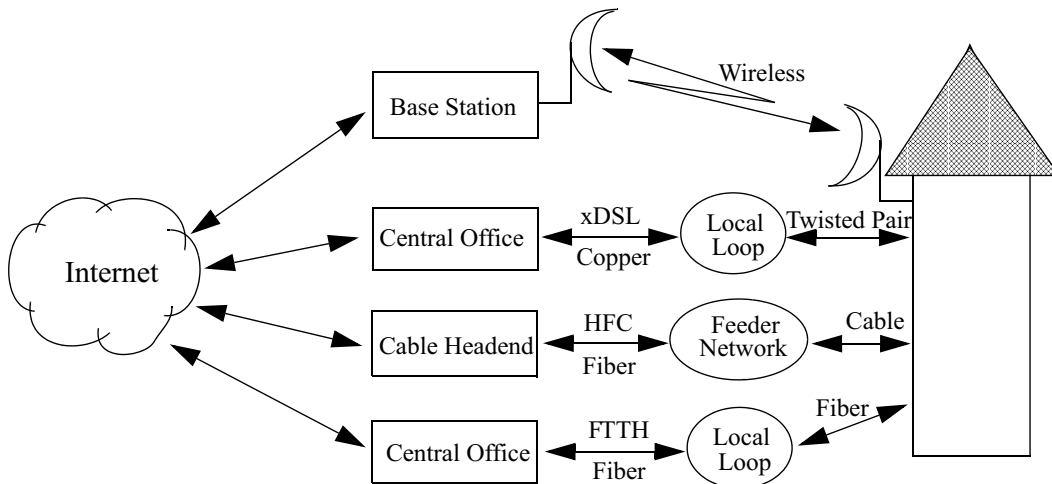 Wireless
Base Station
xDSL
Local
Loop
Twisted Pair
Central Office
Copper
Internet
HFC
Feeder
Network
Cable
Cable Headend
Fiber
Fiber
FTTH
Local
Loop
Central Office
Fiber